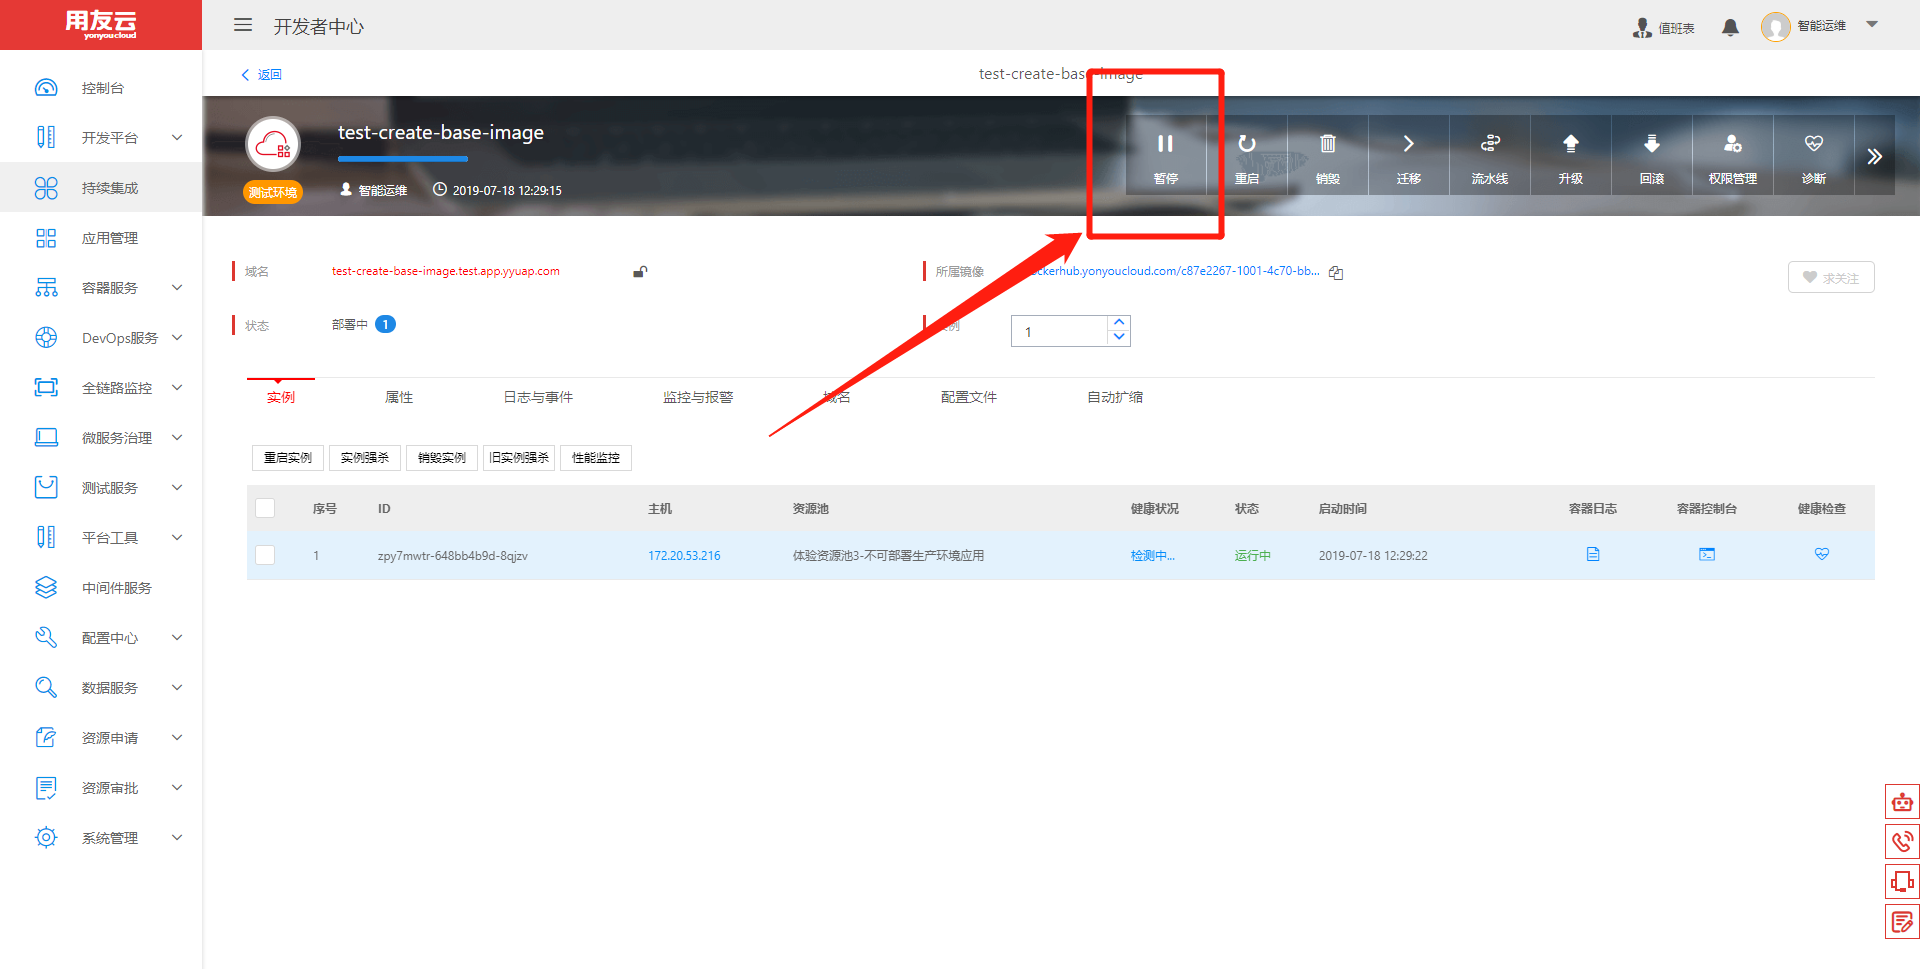 用友云
yonyoucloud
开发者中心
值班表
智能运维
控制台
开发平台
持续集成
应用管理
容器服务
DevOps服务
全链路监控
微服务治理
测试服务
平台工具
中间件服务
配置中心
数据服务
资源申请
资源审批
系统管理
返回
test-create-base-image
test-create-base-image
测试环境
智能运维
2019-07-18 12:29:15
暂停
重启
销毁
迁移
流水线
升级
回滚
权限管理
诊断
域名
test-create-base-image.test.app.yyuap.com
所属镜像
ckerhub.yonyoucloud.com/c87e2267-1001-4c70-bb...
求关注
状态
部署中 1
例
1
实例
属性
日志与事件
监控与报警
域名
配置文件
自动扩缩
重启实例
实例强杀
销毁实例
旧实例强杀
性能监控
序号 ID 主机 资源池 健康状况 状态 启动时间 容器日志 容器控制台 健康检查
1 zpy7mwtr-648bb4b9d-8qjzv 172.20.53.216 体验资源池3-不可部署生产环境应用 检测中... 运行中 2019-07-18 12:29:22